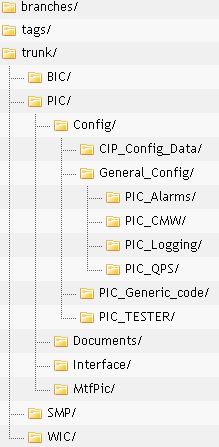 branches/
tags/
trunk/
BIC/
PIC/
Config/
CIP_Config_Data/
General_Config/
PIC_Alarms/
PIC_CMW/
PIC_Logging/
PIC_QPS/
PIC_Generic_code/
PIC_TESTER/
Documents/
Interface/
MtfPic/
SMP/
WIC/